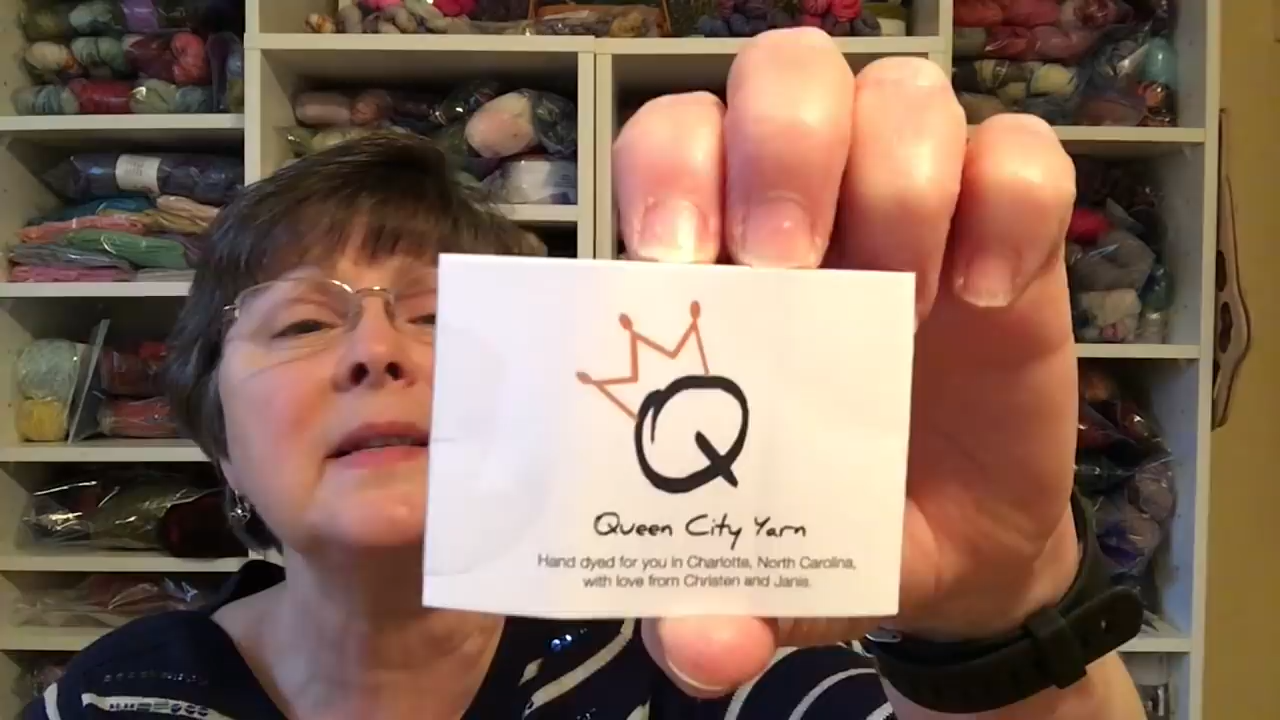 Q
Queen City Yarn
Hand dyed for you in Charlotte, North Carolina,
with love from Christen and Janis.